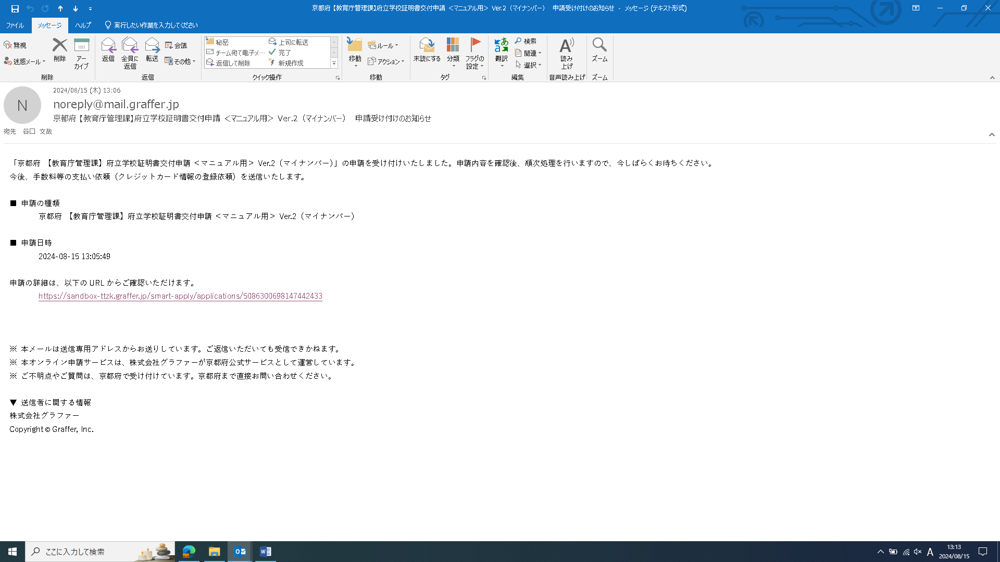 京都府 【教育庁管理課】府立学校証明書交付申請 ＜マニュアル用＞ Ver.2（マイナンバー）　申請受け付けのお知らせ - メッセージ (テキスト形式)
ファイル メッセージ ヘルプ 実行したい作業を入力してください
無視
迷惑メール
削除
アーカイブ
削除
返信
全員に返信
転送
会議
その他
返信
秘密
チーム宛て電子メ…
返信して削除
上司に転送
完了
新規作成
クイック操作
移動
ルール
アクション
移動
未読にする
分類
フラグの設定
タグ
あ
a
翻訳
検索
関連
選択
編集
読み上げ
音声読み上げ
ズーム
ズーム
N
2024/08/15 (木) 13:06
noreply@mail.graffer.jp
京都府 【教育庁管理課】府立学校証明書交付申請 ＜マニュアル用＞ Ver.2（マイナンバー）　申請受け付けのお知らせ
宛先 谷口 文哉
「京都府 【教育庁管理課】府立学校証明書交付申請 ＜マニュアル用＞ Ver.2（マイナンバー）」の申請を受け付けいたしました。申請内容を確認後、順次処理を行いますので、今しばらくお待ちください。
今後、手数料等の支払い依頼（クレジットカード情報の登録依頼）を送信いたします。
■ 申請の種類
京都府 【教育庁管理課】府立学校証明書交付申請 ＜マニュアル用＞ Ver.2（マイナンバー）
■ 申請日時
2024-08-15 13:05:49
申請の詳細は、以下の URL からご確認いただけます。
https://sandbox-ttzk.graffer.jp/smart-apply/applications/5086300698147442433
※ 本メールは送信専用アドレスからお送りしています。ご返信いただいても受信できかねます。
※ 本オンライン申請サービスは、株式会社グラファーが京都府公式サービスとして運営しています。
※ ご不明点やご質問は、京都府で受け付けています。京都府まで直接お問い合わせください。
▼ 送信者に関する情報
株式会社グラファー
Copyright © Graffer, Inc.
ここに入力して検索
A
13:13
2024/08/15